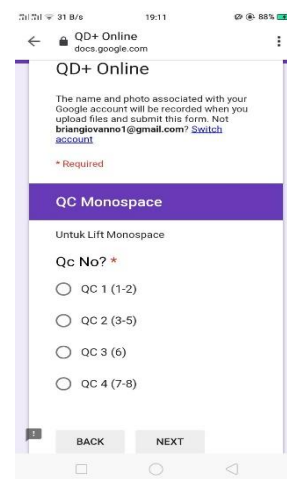 31 B/s 19:11 88%
QD+ Online
docs.google.com
QD+ Online
The name and photo associated with your
Google account will be recorded when you
upload files and submit this form. Not
briangiovanno1@gmail.com? Switch
account
* Required
QC Monospace
Untuk Lift Monospace
Qc No? *
QC 1 (1-2)
QC 2 (3-5)
QC 3 (6)
QC 4 (7-8)
BACK NEXT